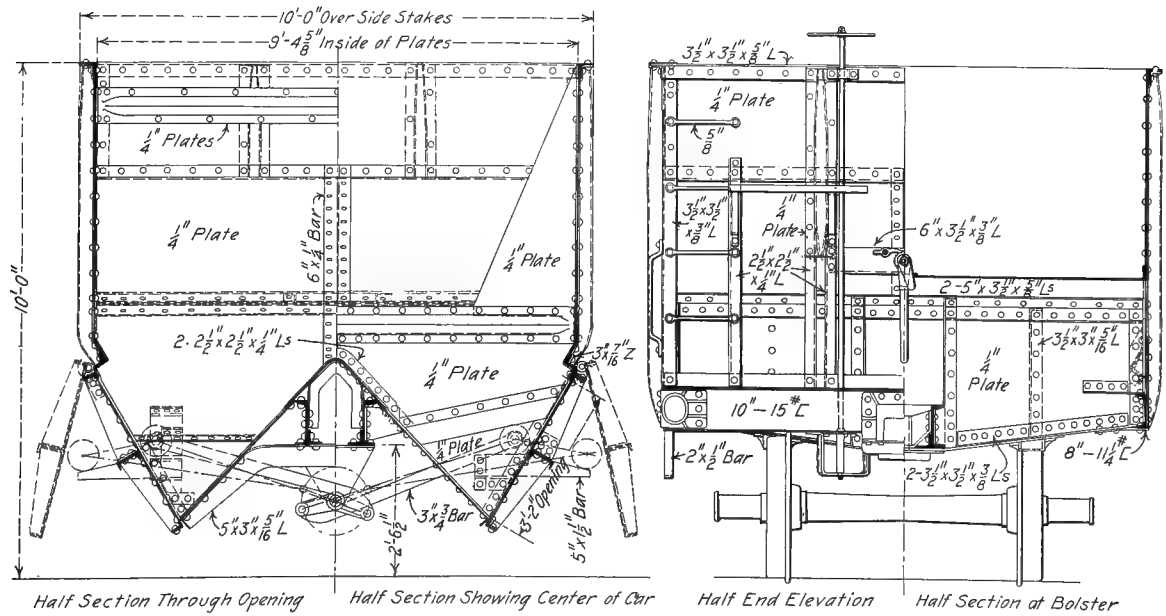 10'-0" Over Side Stakes
9'-4 5/8" Inside of Plates
1/4" Plates
1/4" Plate
6"x1/4" Bar
1/4" Plate
10'-0"
2-2 1/2"x2 1/2"x1/4" Ls
3"x7/16" Z
1/4" Plate
1/4" Plate
3'-2" Opening
5"x3"x5/16" L
3"x3/4" Bar
2'-6 1/2"
5"x1 1/2" Bar
Half Section Through Opening
Half Section Showing Center of Car
3 1/2"x3 1/2"x5/8" L
1/4" Plate
5/8"
3 1/2"x3 1/2"
x3/8" L
1/4"
Plate
6"x3 1/2"x3/8" L
2 1/2"x2 1/2"
x1/4" L
2-5"x3 1/2"x5/8" Ls
3 1/2"x3"x5/16" L
1/4"
Plate
10"-15# [
2"x1/2" Bar
8"-11 1/4# [
2-3 1/2"x3 1/2"x3/8" Ls
Half End Elevation
Half Section at Bolster